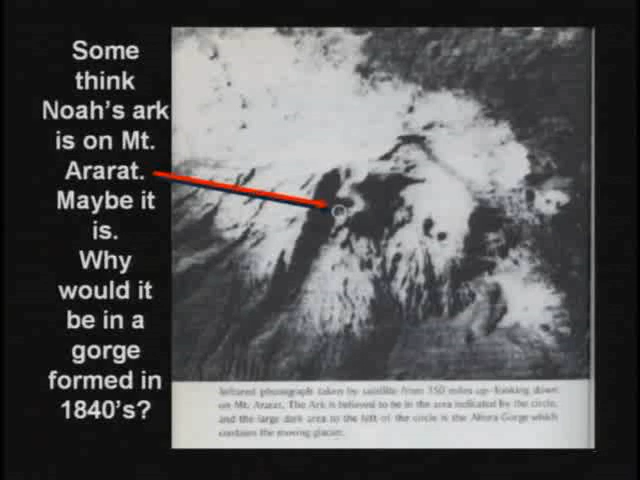 Some
think
Noah's ark
is on Mt.
Ararat.
Maybe it
is.
Why
would it
be in a
gorge
formed in
1840's?
Infrared photograph taken by satellite from 150 miles up-looking down
on Mt. Ararat. The Ark is believed to be in the area indicated by the circle,
and the large dark area to the left of the circle is the Ahora Gorge which
contains the moving glacier.